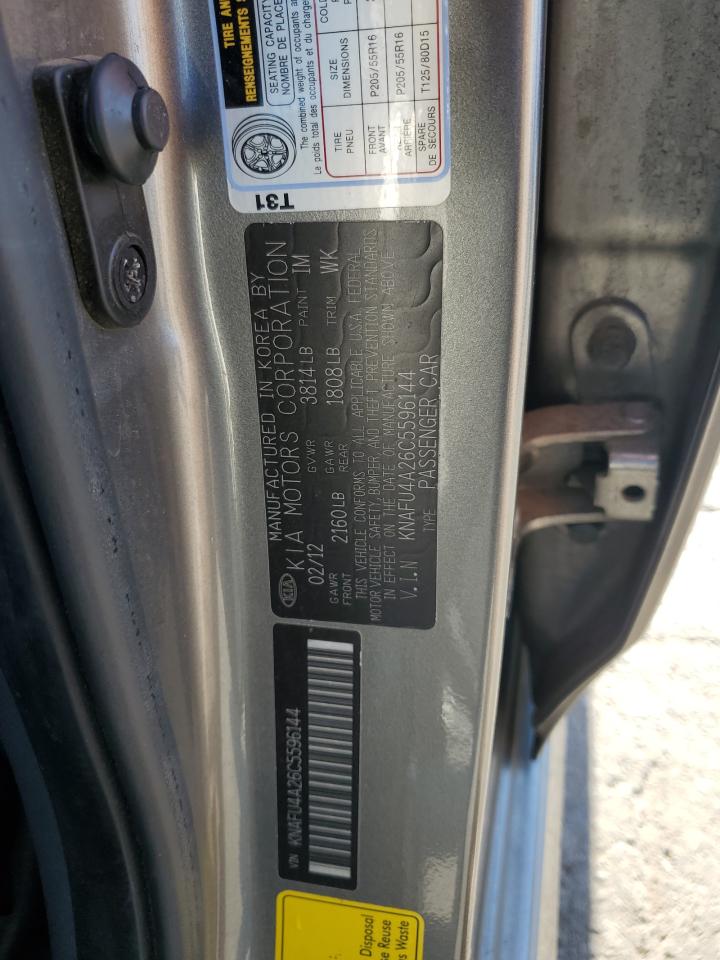 TIRE AN
RENSEIGNEMENTS S
SEATING CAPACITY
NOMBRE DE PLACE
The combined weight of occupants a
Le poids total des occupants et du charge
TIRE SIZE COLD
PNEU DIMENSIONS P
FRONT P205/55R16
AVANT
P205/55R16
ARRIÈRE
SPARE T125/80D15
DE SECOURS
T31
MANUFACTURED IN KOREA BY
KIA KIA MOTORS CORPORATION
02/12 GVWR 3814LB PAINT IM
GAWR FRONT 2160LB GAWR REAR 1808LB TRIM WK
THIS VEHICLE CONFORMS TO ALL APPLICABLE U.S.A. FEDERAL
MOTOR VEHICLE SAFETY, BUMPER, AND THEFT PREVENTION STANDARTS
IN EFFECT ON THE DATE OF MANUFACTURE SHOWN ABOVE.
V.I.N KNAFU4A26C5596144
TYPE PASSENGER CAR
VIN KNAFU4A26C5596144
Disposal
e Reuse
s Waste